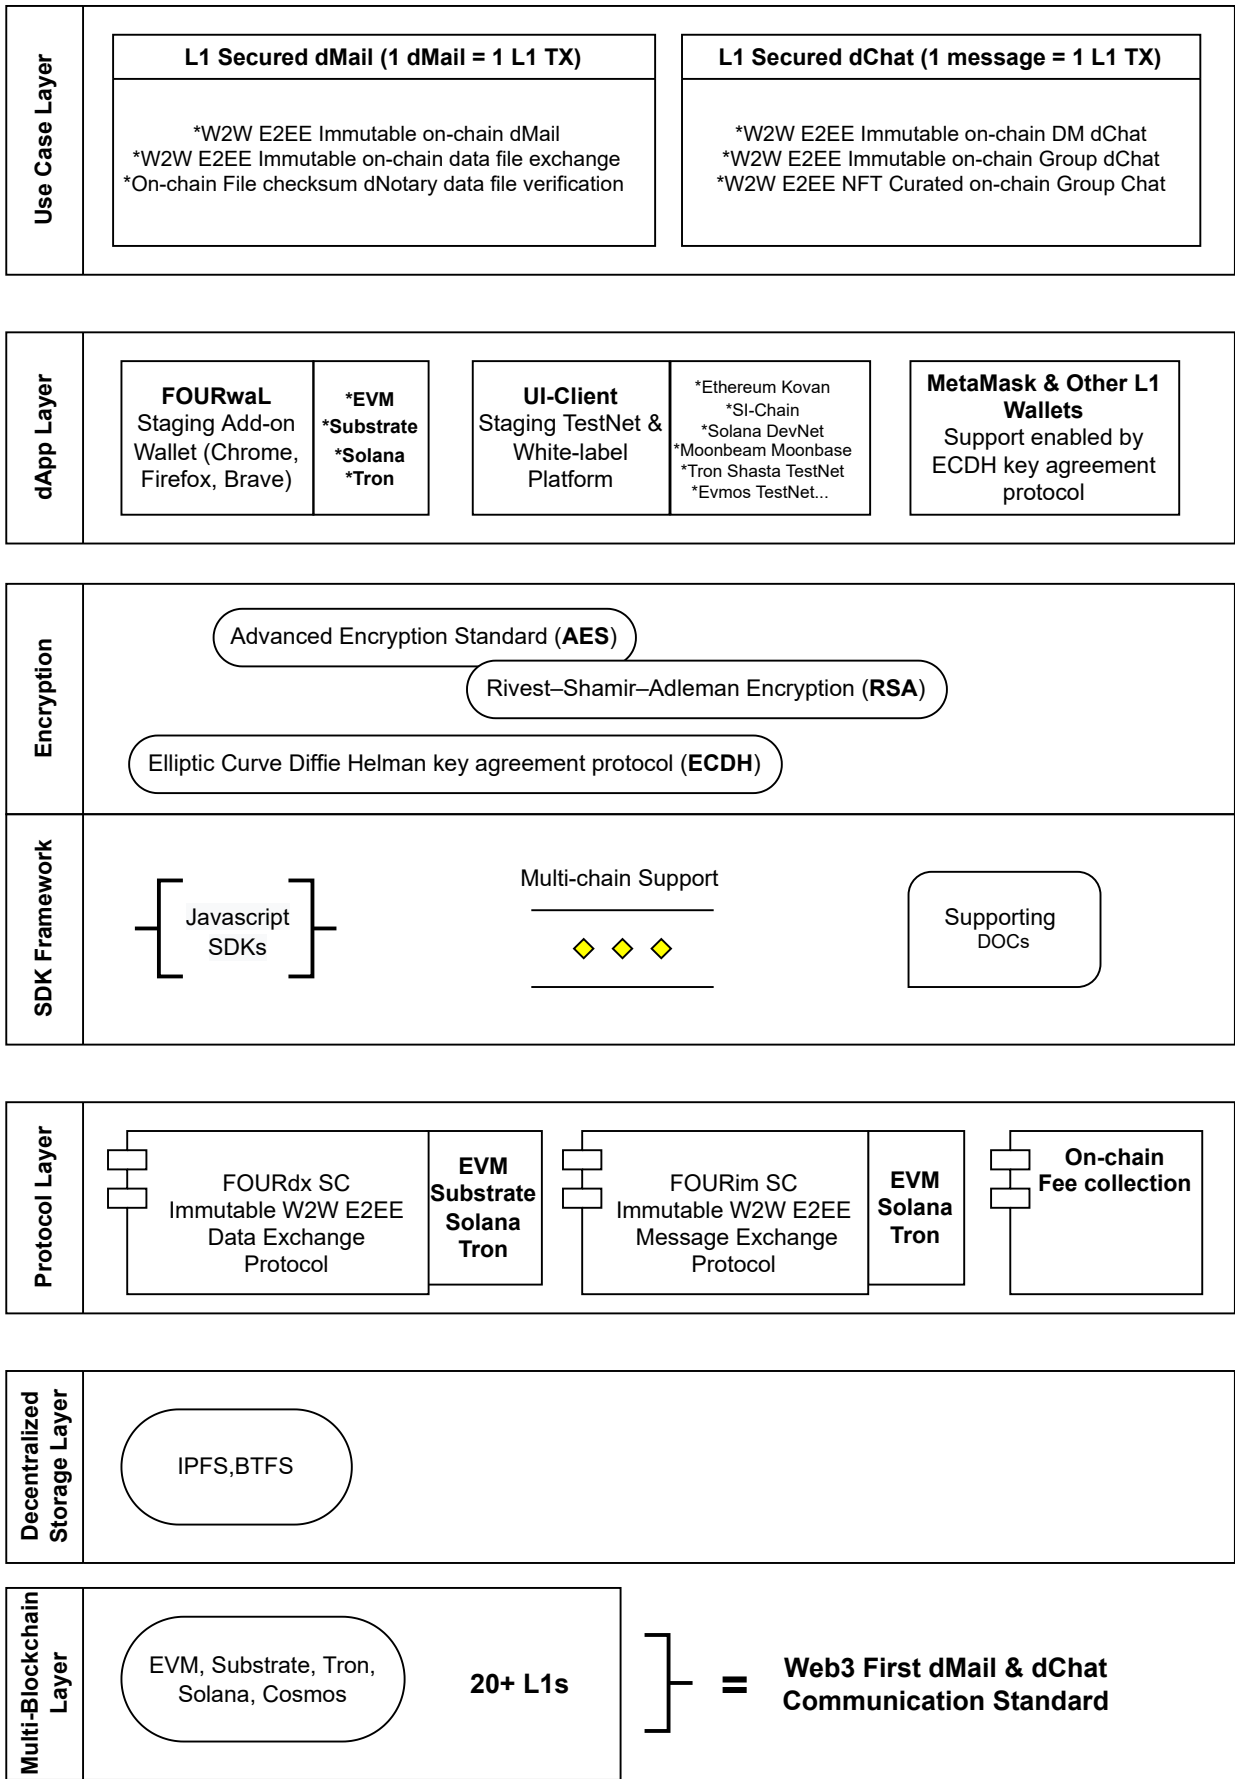 Use Case Layer
L1 Secured dMail (1 dMail = 1 L1 TX)
*W2W E2EE Immutable on-chain dMail
*W2W E2EE Immutable on-chain data file exchange
*On-chain File checksum dNotary data file verification
L1 Secured dChat (1 message = 1 L1 TX)
*W2W E2EE Immutable on-chain DM dChat
*W2W E2EE Immutable on-chain Group dChat
*W2W E2EE NFT Curated on-chain Group Chat
dApp Layer
FOURwaL
Staging Add-on
Wallet (Chrome,
Firefox, Brave)
*EVM
*Substrate
*Solana
*Tron
UI-Client
Staging TestNet &
White-label
Platform
*Ethereum Kovan
*SI-Chain
*Solana DevNet
*Moonbeam Moonbase
*Tron Shasta TestNet
*Evmos TestNet...
MetaMask & Other L1
Wallets
Support enabled by
ECDH key agreement
protocol
Encryption
Advanced Encryption Standard (AES)
Rivest–Shamir–Adleman Encryption (RSA)
Elliptic Curve Diffie Helman key agreement protocol (ECDH)
SDK Framework
Javascript
SDKs
Multi-chain Support
Supporting
DOCs
Protocol Layer
FOURdx SC
Immutable W2W E2EE
Data Exchange
Protocol
EVM
Substrate
Solana
Tron
FOURim SC
Immutable W2W E2EE
Message Exchange
Protocol
EVM
Solana
Tron
On-chain
Fee collection
Decentralized
Storage Layer
IPFS,BTFS
Multi-Blockchain
Layer
EVM, Substrate, Tron,
Solana, Cosmos
20+ L1s
=
Web3 First dMail & dChat
Communication Standard